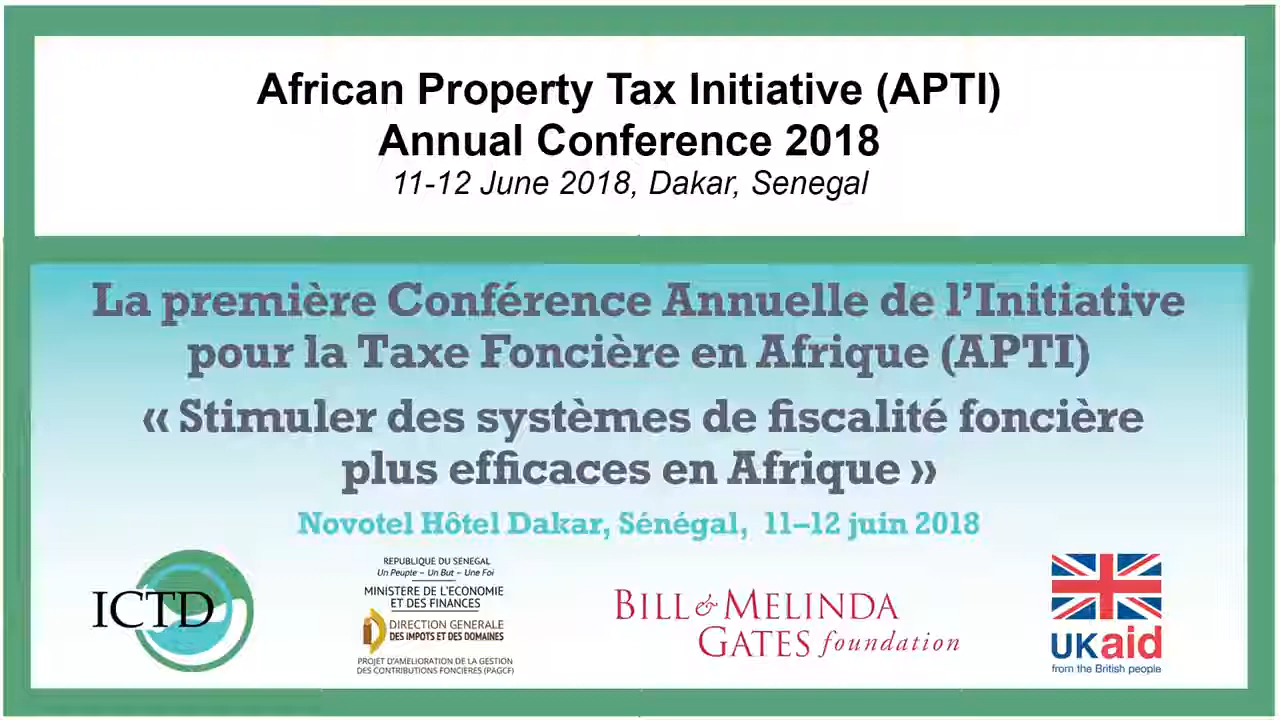 African Property Tax Initiative (APTI)
Annual Conference 2018
11-12 June 2018, Dakar, Senegal
La première Conférence Annuelle de l’Initiative
pour la Taxe Foncière en Afrique (APTI)
« Stimuler des systèmes de fiscalité foncière
plus efficaces en Afrique »
Novotel Hôtel Dakar, Sénégal, 11–12 juin 2018
ICTD
REPUBLIQUE DU SENEGAL
Un Peuple – Un But – Une Foi
MINISTERE DE L'ECONOMIE
ET DES FINANCES
DIRECTION GENERALE
DES IMPOTS ET DES DOMAINES
PROJET D'AMELIORATION DE LA GESTION
DES CONTRIBUTIONS FONCIERES (PAGCF)
BILL & MELINDA
GATES foundation
UKaid
from the British people